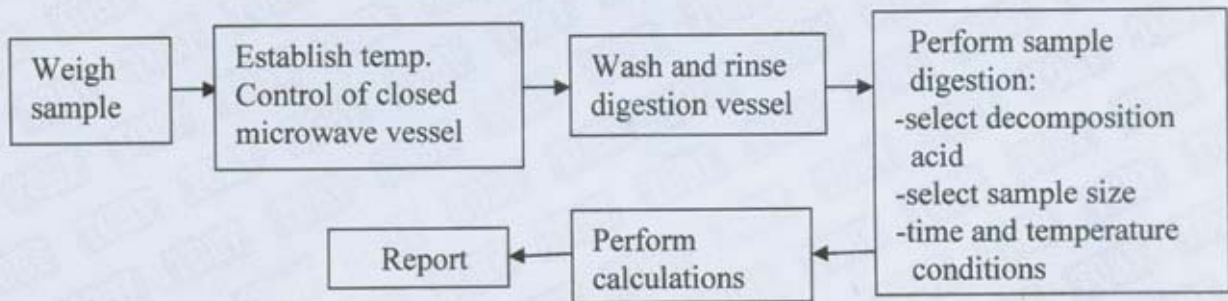 Weigh
sample
Establish temp.
Control of closed
microwave vessel
Wash and rinse
digestion vessel
Perform sample
digestion:
-select decomposition
acid
-select sample size
-time and temperature
conditions
Perform
calculations
Report